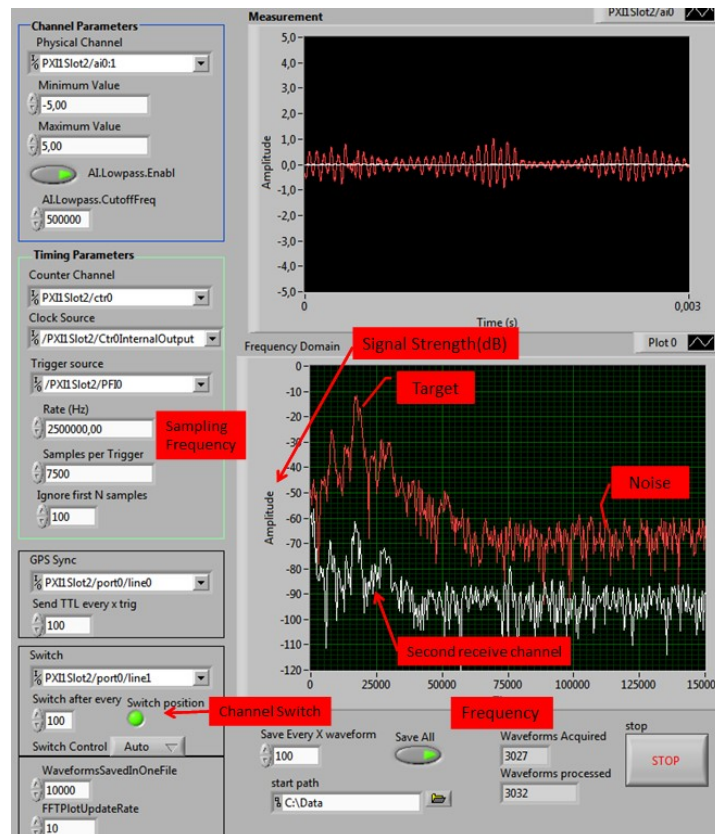 Channel Parameters
Physical Channel
PXI1Slot2/ai0:1
Minimum Value
-5,00
Maximum Value
5,00
AI.Lowpass.Enabl
AI.Lowpass.CutoffFreq
500000
Timing Parameters
Counter Channel
PXI1Slot2/ctr0
Clock Source
/PXI1Slot2/Ctr0InternalOutput
Trigger source
/PXI1Slot2/PFI0
Rate (Hz)
2500000,00
Sampling
Frequency
Samples per Trigger
7500
Ignore first N samples
100
GPS Sync
PXI1Slot2/port0/line0
Send TTL every x trig
100
Switch
PXI1Slot2/port0/line1
Switch after every
Switch position
100
Channel Switch
Switch Control
Auto
WaveformsSavedInOneFile
10000
FFTPlotUpdateRate
10
Measurement
PXI1Slot2/ai0
5,0
4,0
3,0
2,0
1,0
0,0
-1,0
-2,0
-3,0
-4,0
-5,0
Amplitude
0
0,003
Time (s)
Frequency Domain
Signal Strength(dB)
Plot 0
Target
Noise
Second receive channel
0
-10
-20
-30
-40
-50
-60
-70
-80
-90
-100
-110
-120
Amplitude
0
25000
50000
75000
100000
125000
150000
Frequency
Save Every X waveform
100
Save All
start path
C:\Data
Waveforms Acquired
3027
Waveforms processed
3032
stop
STOP